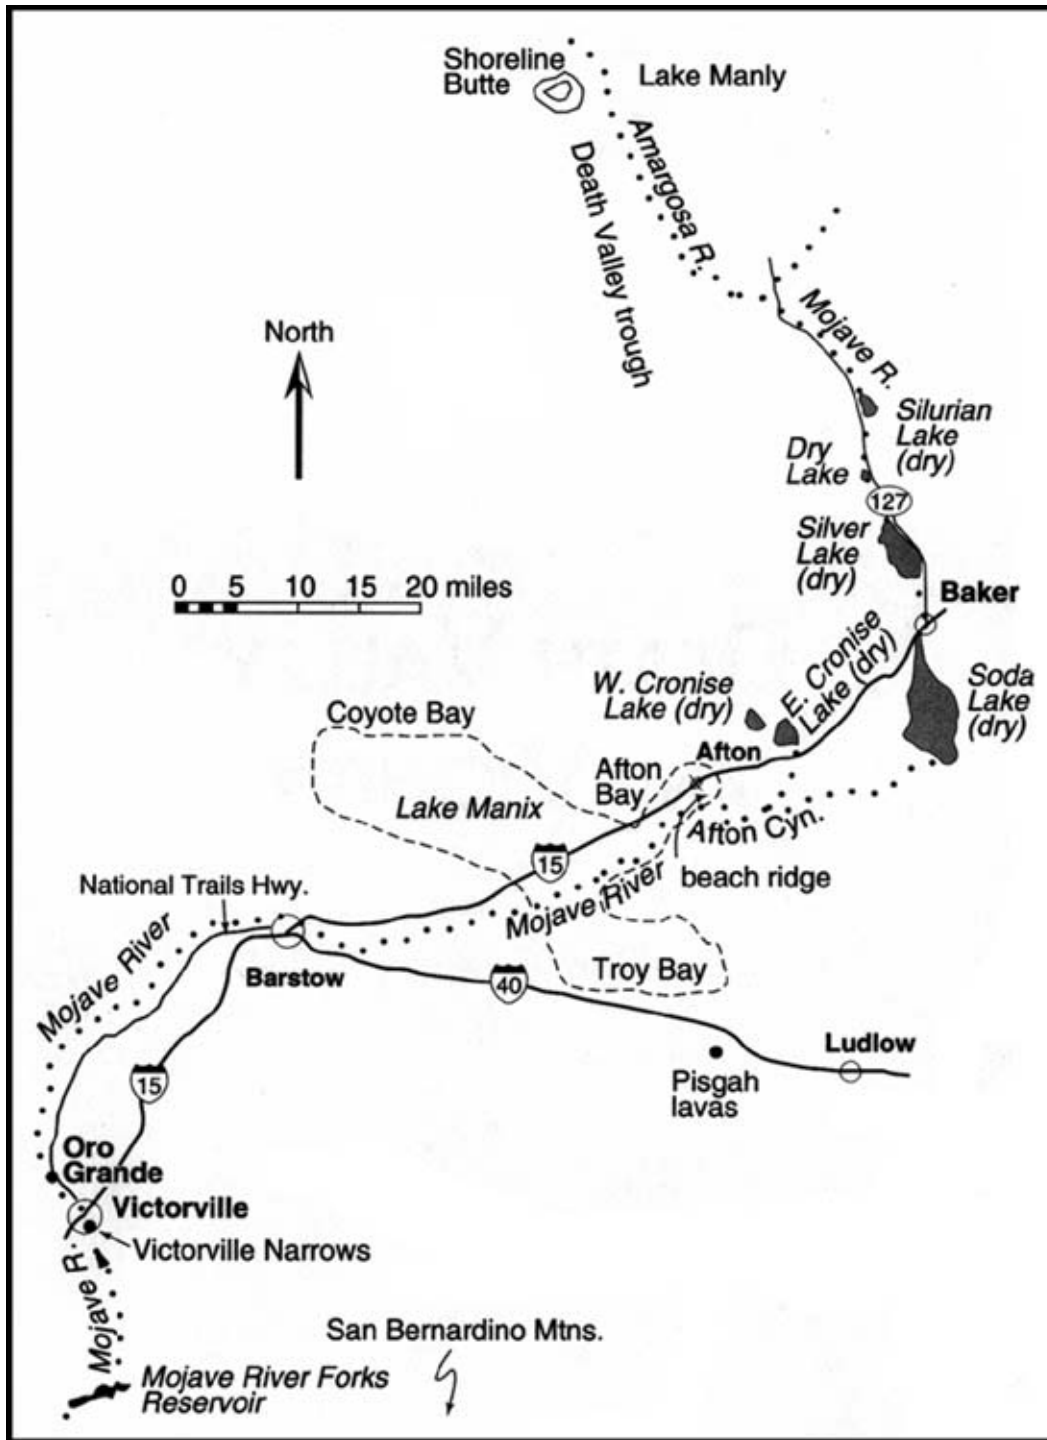 Shoreline
Butte
Lake Manly
Amargosa R.
Death Valley trough
North
Mojave R.
Silurian
Lake
(dry)
Dry
Lake
127
Silver
Lake
(dry)
0 5 10 15 20 miles
Baker
E. Cronise
Lake (dry)
W. Cronise
Lake (dry)
Soda
Lake
(dry)
Coyote Bay
Afton
Afton
Bay
Lake Manix
Afton Cyn.
15
beach ridge
National Trails Hwy.
Mojave River
Mojave River
Barstow
Troy Bay
40
Ludlow
15
Pisgah
lavas
Oro
Grande
Victorville
Victorville Narrows
Mojave R.
San Bernardino Mtns.
Mojave River Forks
Reservoir